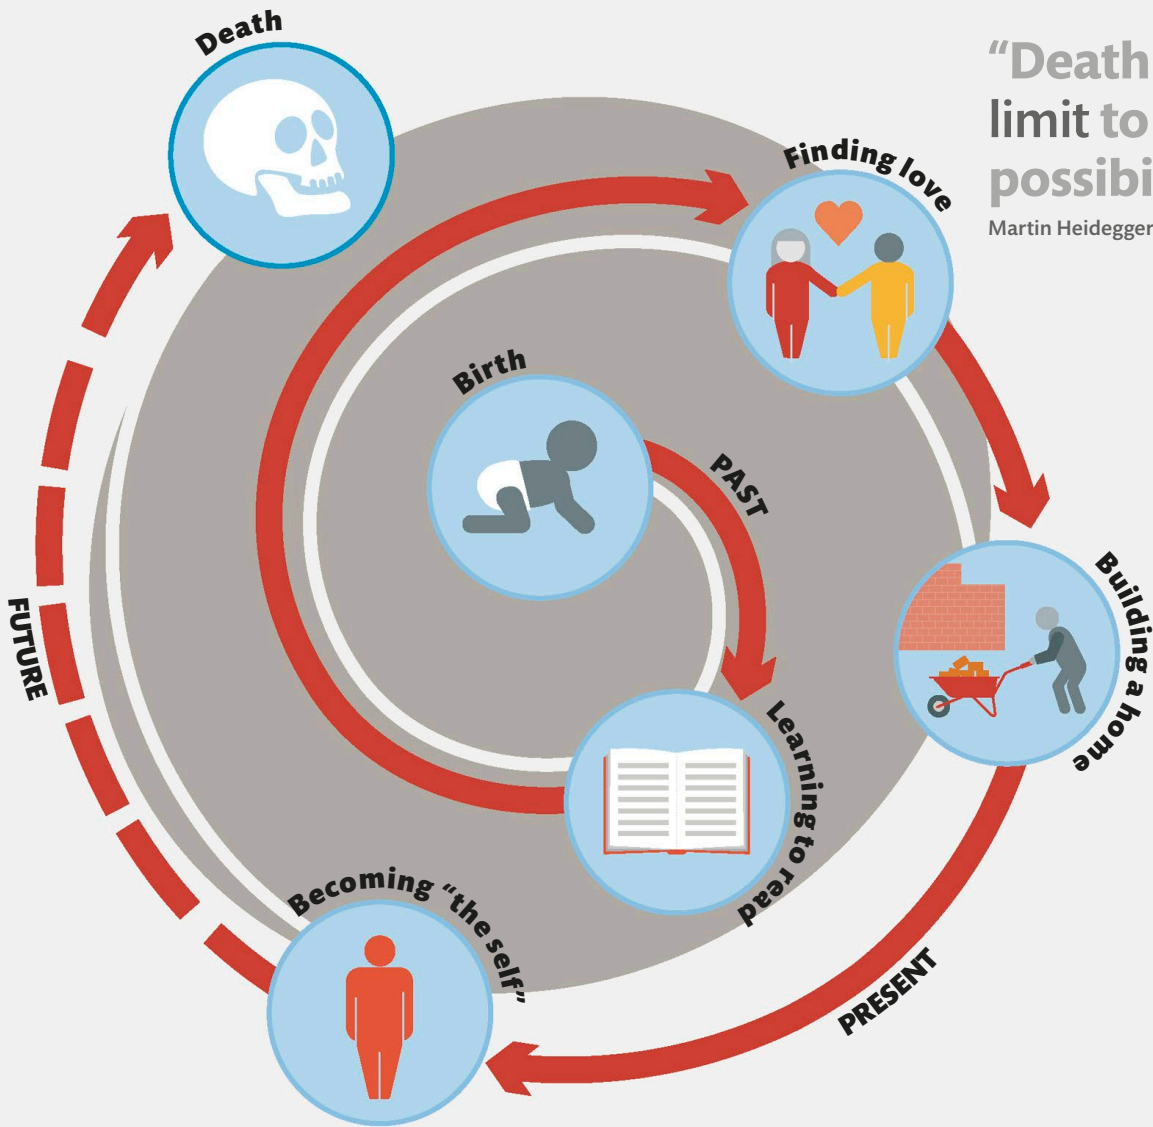 Death
“Death
limit to
possibi
Martin Heidegger
Finding love
Birth
PAST
Building a home
FUTURE
Learning to read
Becoming “the self”
PRESENT